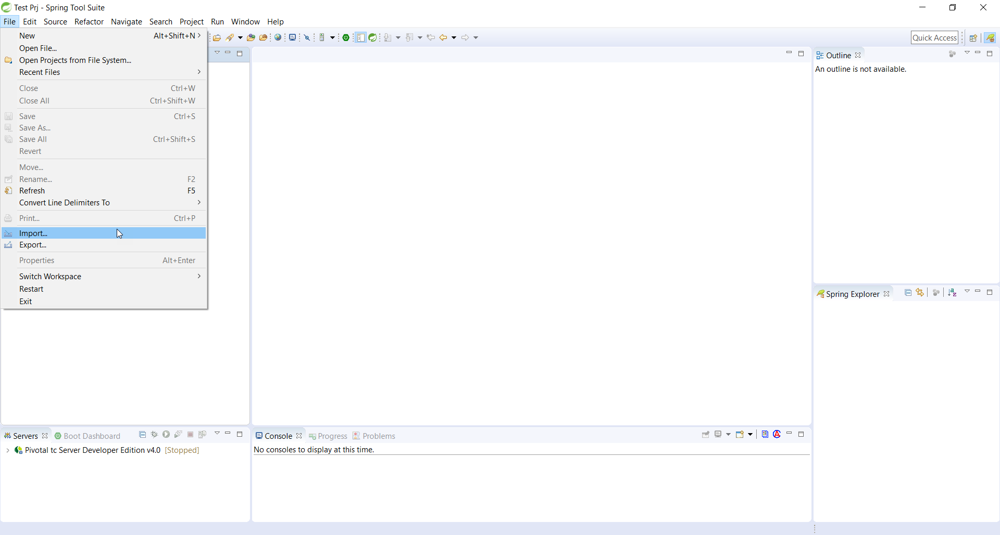 Test Prj - Spring Tool Suite
File Edit Source Refactor Navigate Search Project Run Window Help
Quick Access
New Alt+Shift+N
Open File...
Open Projects from File System...
Recent Files
Close Ctrl+W
Close All Ctrl+Shift+W
Save Ctrl+S
Save As...
Save All Ctrl+Shift+S
Revert
Move...
Rename... F2
Refresh F5
Convert Line Delimiters To
Print... Ctrl+P
Import...
Export...
Properties Alt+Enter
Switch Workspace
Restart
Exit
Outline
An outline is not available.
Spring Explorer
Servers Boot Dashboard
Pivotal tc Server Developer Edition v4.0 [Stopped]
Console Progress Problems
No consoles to display at this time.